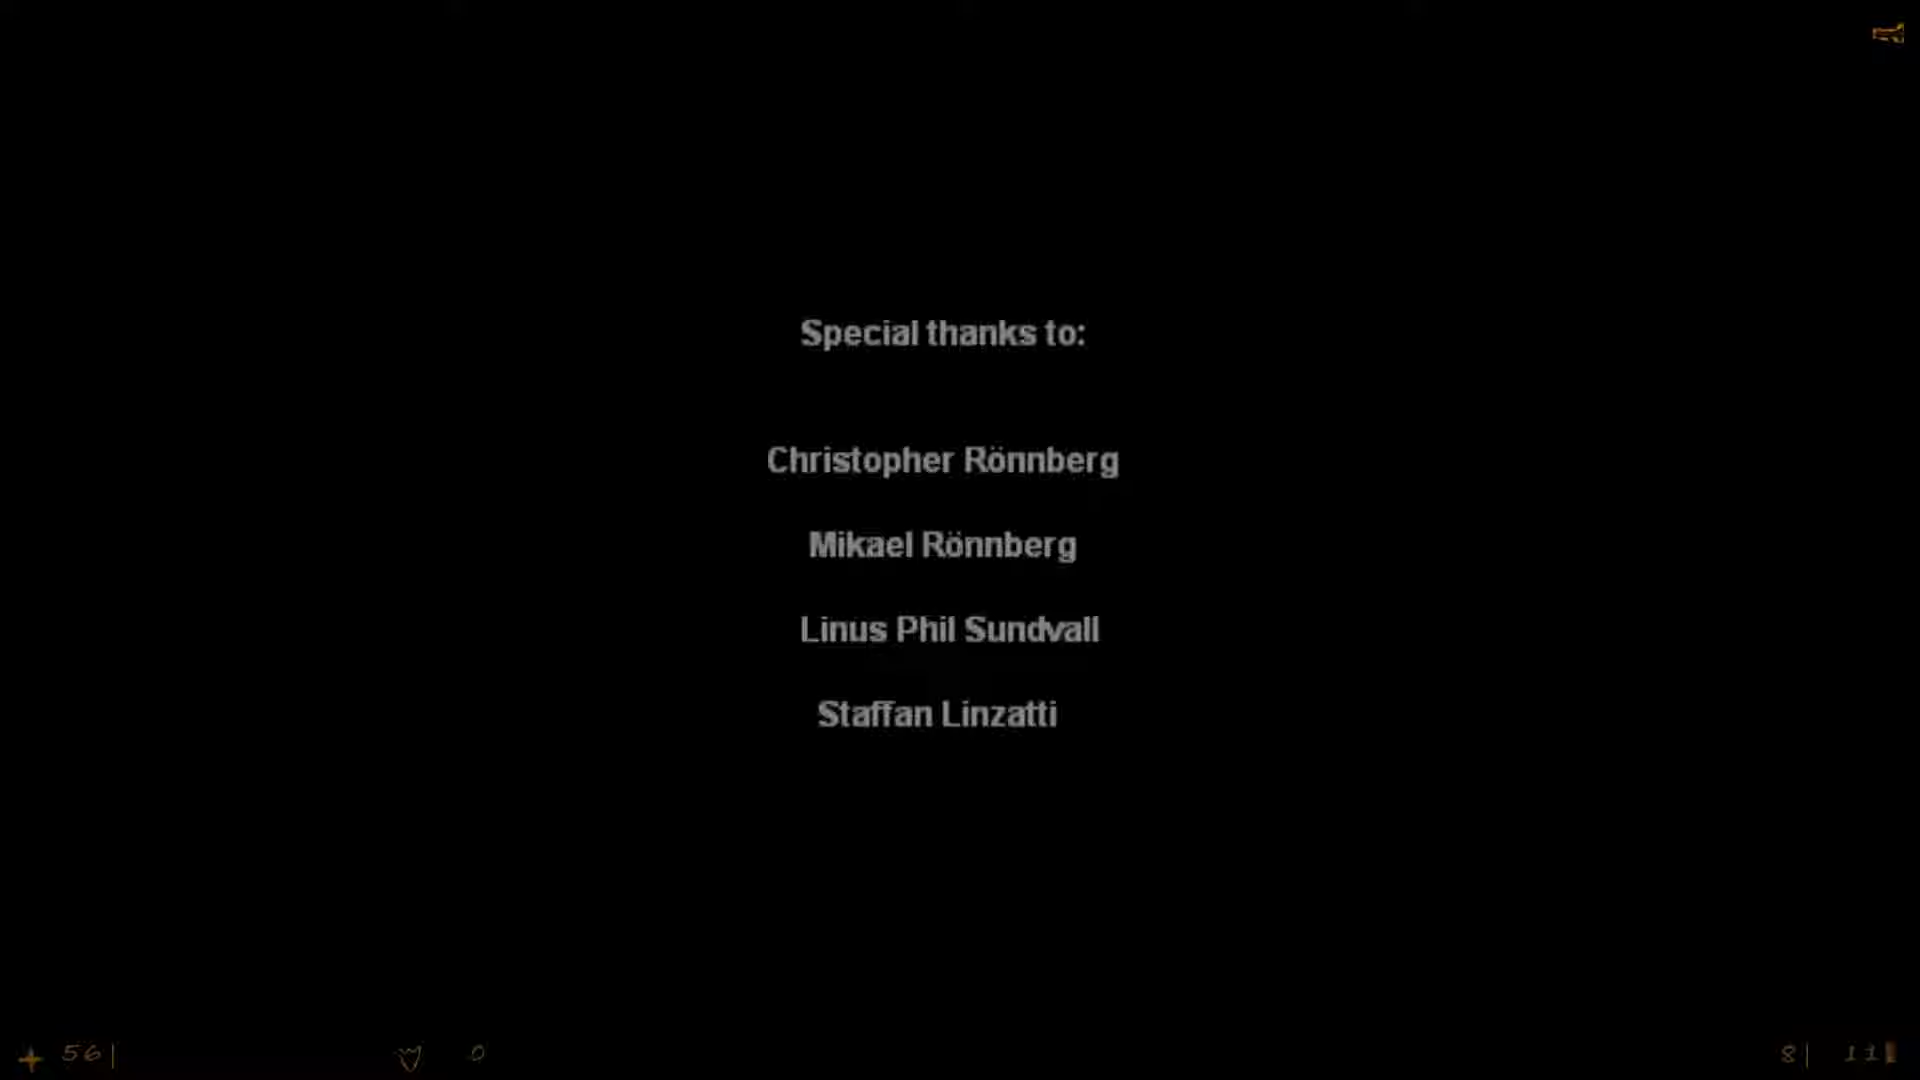 Special thanks to:
Christopher Rönnberg
Mikael Rönnberg
Linus Phil Sundvall
Staffan Linzatti
56| 0 8| 11